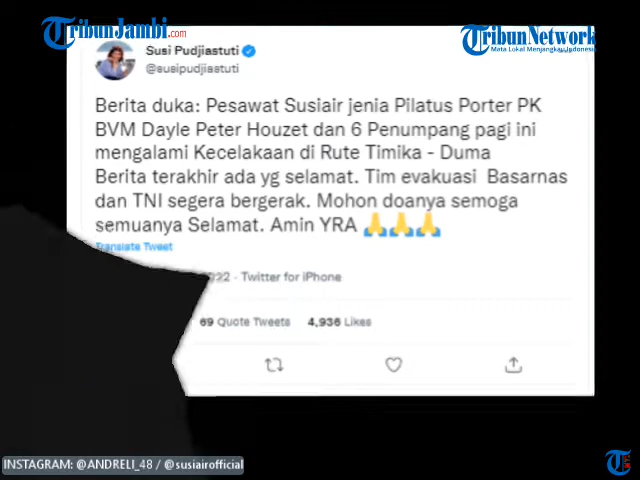 TribunJambi.com
TribunNetwork
Mata Lokal Menjangkau Indonesia
Susi Pudjiastuti
@susipudjiastuti
Berita duka: Pesawat Susiair jenia Pilatus Porter PK
BVM Dayle Peter Houzet dan 6 Penumpang pagi ini
mengalami Kecelakaan di Rute Timika - Duma
Berita terakhir ada yg selamat. Tim evakuasi Basarnas
dan TNI segera bergerak. Mohon doanya semoga
semuanya Selamat. Amin YRA 🙏🙏🙏
Translate Tweet
22 · Twitter for iPhone
69 Quote Tweets 4,936 Likes
INSTAGRAM: @ANDRELI_48 / @susiairofficial